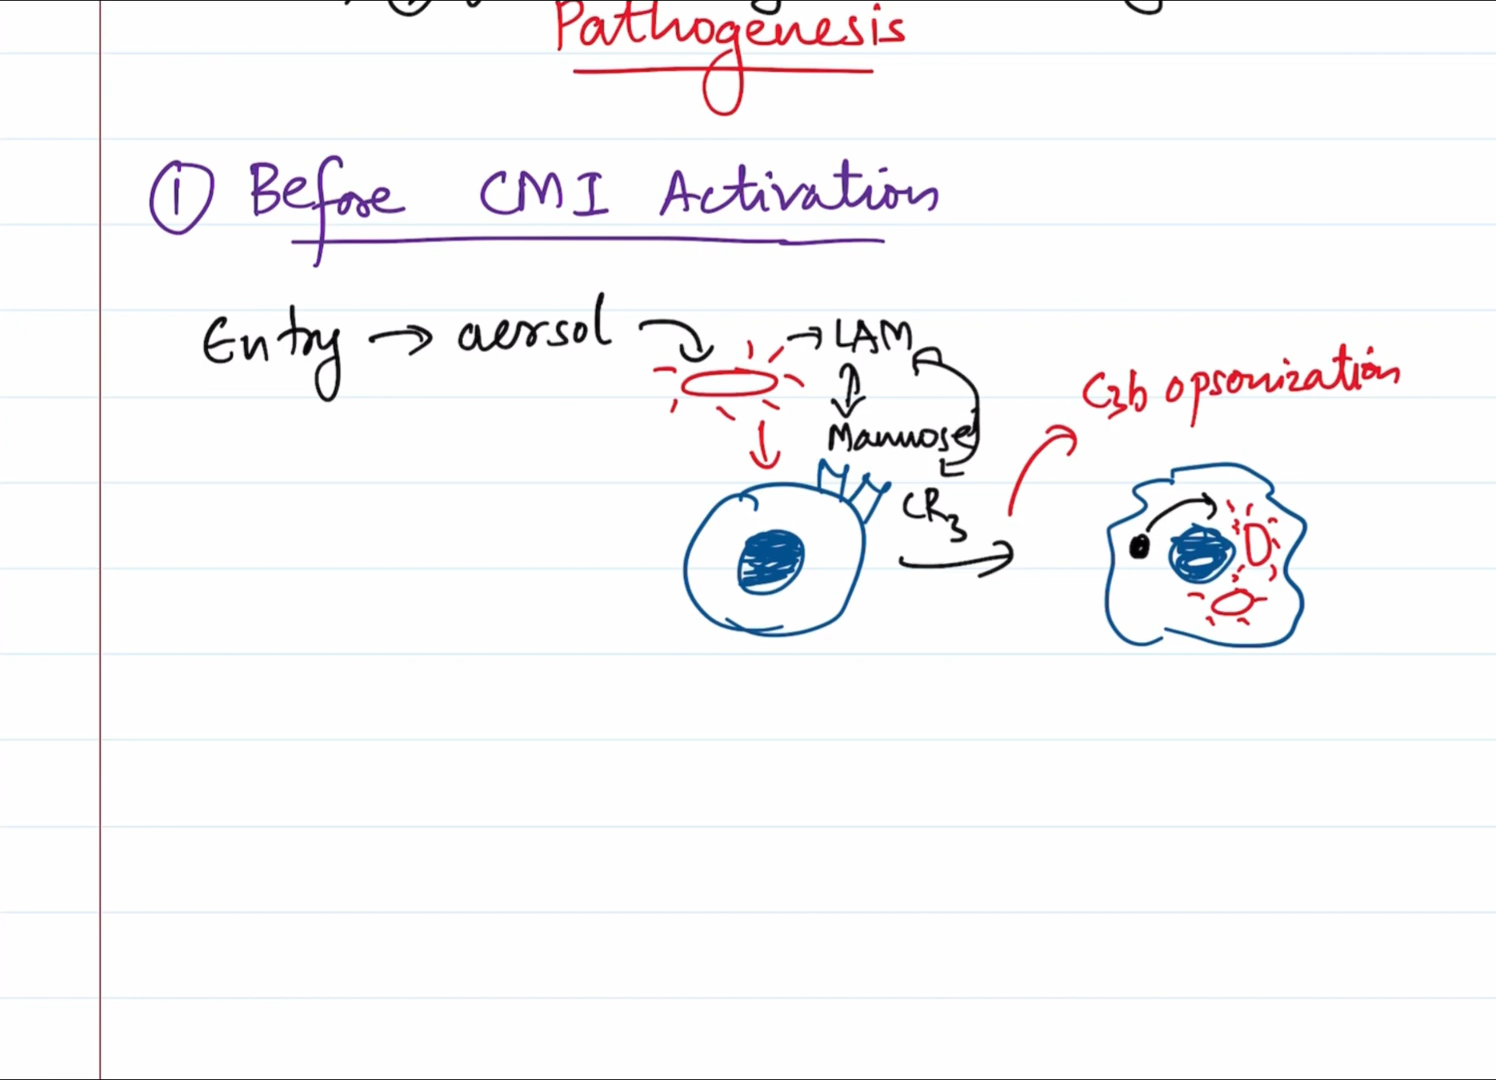 Pathogenesis
① Before CMI Activation
Entry → aersol
→ LAM
Mannose
CR3
→
C3b opsonization